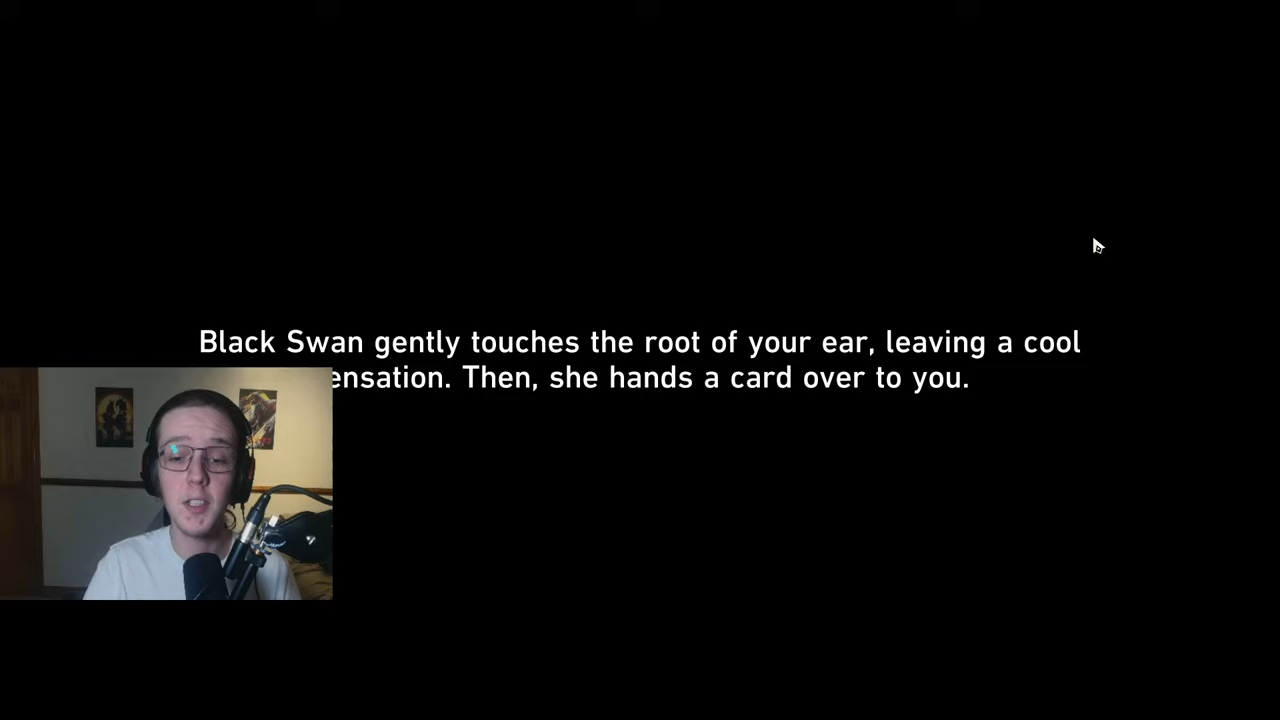 Black Swan gently touches the root of your ear, leaving a cool
ensation. Then, she hands a card over to you.